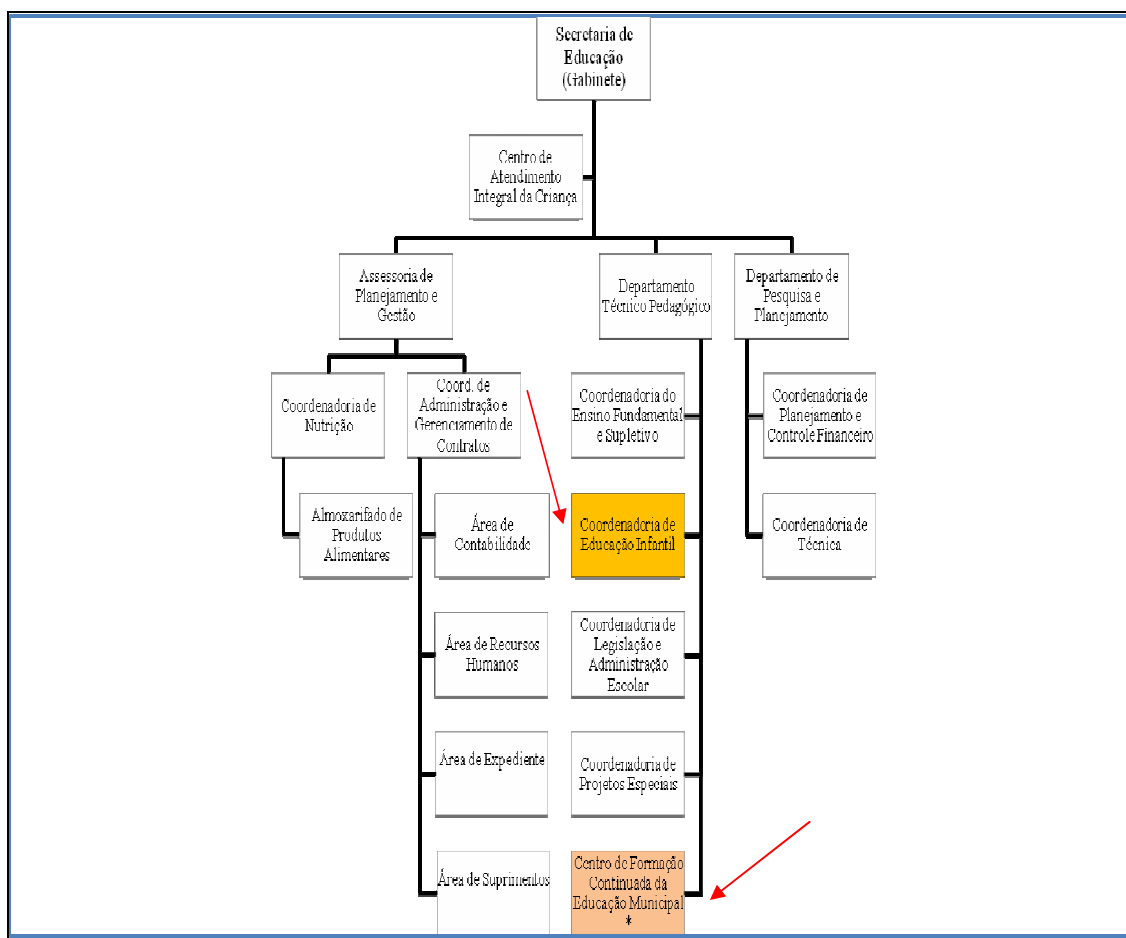 Secretaria de
Educação
(Gabinete)
Centro de
Atendimento
Integral da Criança
Assessoria de
Planejamento e
Gestão
Departamento
Técnico Pedagógico
Departamento de
Pesquisa e
Planejamento
Coordenadoria de
Nutrição
Coord. de
Administração e
Gerenciamento de
Contratos
Coordenadoria do
Ensino Fundamental
e Supletivo
Coordenadoria de
Planejamento e
Controle Financeiro
Almoxarifado de
Produtos
Alimentares
Área de
Contabilidade
Coordenadoria de
Educação Infantil
Coordenadoria de
Técnica
Área de Recursos
Humanos
Coordenadoria de
Legislação e
Administração
Escolar
Área de Expediente
Coordenadoria de
Projetos Especiais
Área de Suprimentos
Centro de Formação
Continuada da
Educação Municipal
*